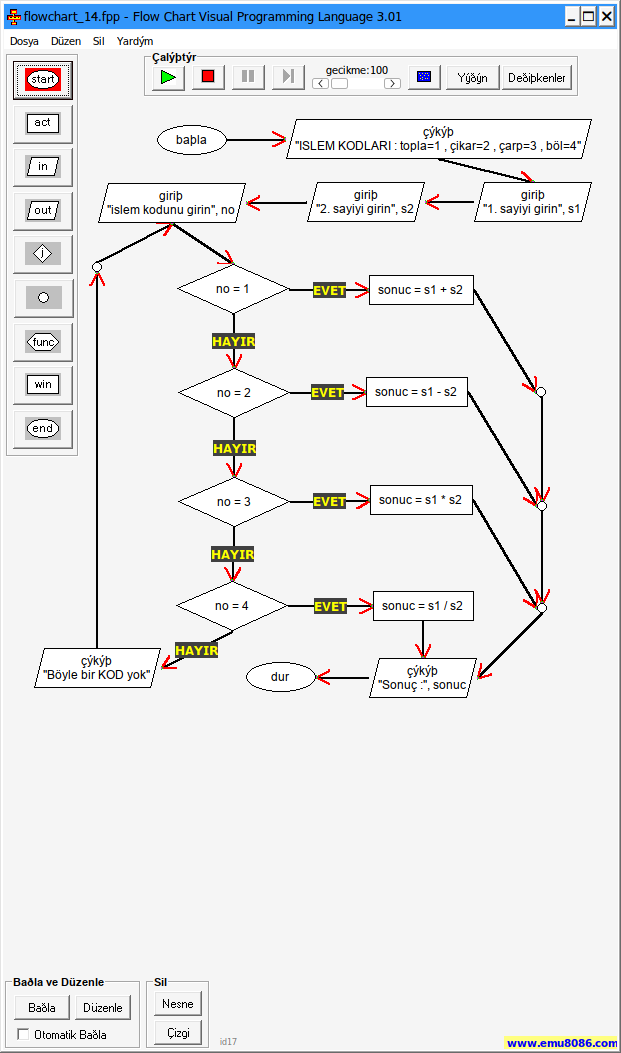 flowchart_14.fpp - Flow Chart Visual Programming Language 3.01
Dosya Düzen Sil Yardým
Çalýþtýr
gecikme:100
Yýðýn
Deðiþkenler
start
act
in
out
i
func
win
end
baþla
çýkýþ
"ISLEM KODLARI : topla=1 , çikar=2 , çarp=3 , böl=4"
giriþ
"1. sayiyi girin", s1
giriþ
"2. sayiyi girin", s2
giriþ
"islem kodunu girin", no
no = 1
EVET
sonuc = s1 + s2
HAYIR
no = 2
EVET
sonuc = s1 - s2
HAYIR
no = 3
EVET
sonuc = s1 * s2
HAYIR
no = 4
EVET
sonuc = s1 / s2
HAYIR
çýkýþ
"Böyle bir KOD yok"
çýkýþ
"Sonuç :", sonuc
dur
Baðla ve Düzenle
Baðla
Düzenle
Otomatik Baðla
Sil
Nesne
Çizgi
id17
www.emu8086.com